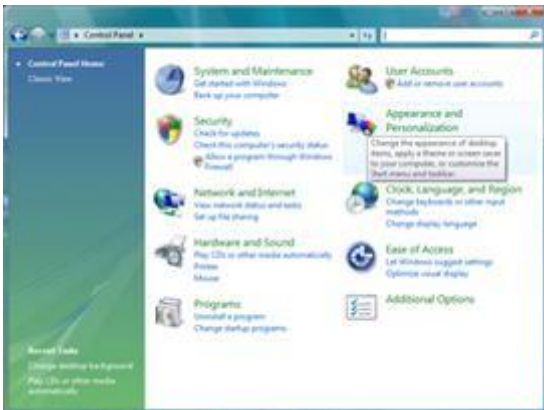 Control Panel
Control Panel Home
Classic View
System and Maintenance
Get started with Windows
Back up your computer
Security
Check for updates
Check this computer's security status
Allow a program through Windows
Firewall
Network and Internet
View network status and tasks
Set up file sharing
Hardware and Sound
Play CDs or other media automatically
Printer
Mouse
Programs
Uninstall a program
Change startup programs
User Accounts
Add or remove user accounts
Appearance and
Personalization
Change the appearance of desktop
items, apply a theme or screen saver
to your computer, or customize the
Start menu and taskbar.
Clock, Language, and Region
Change keyboards or other input
methods
Change display language
Ease of Access
Let Windows suggest settings
Optimize visual display
Additional Options
Recent Tasks
Change desktop background
Play CDs or other media
automatically